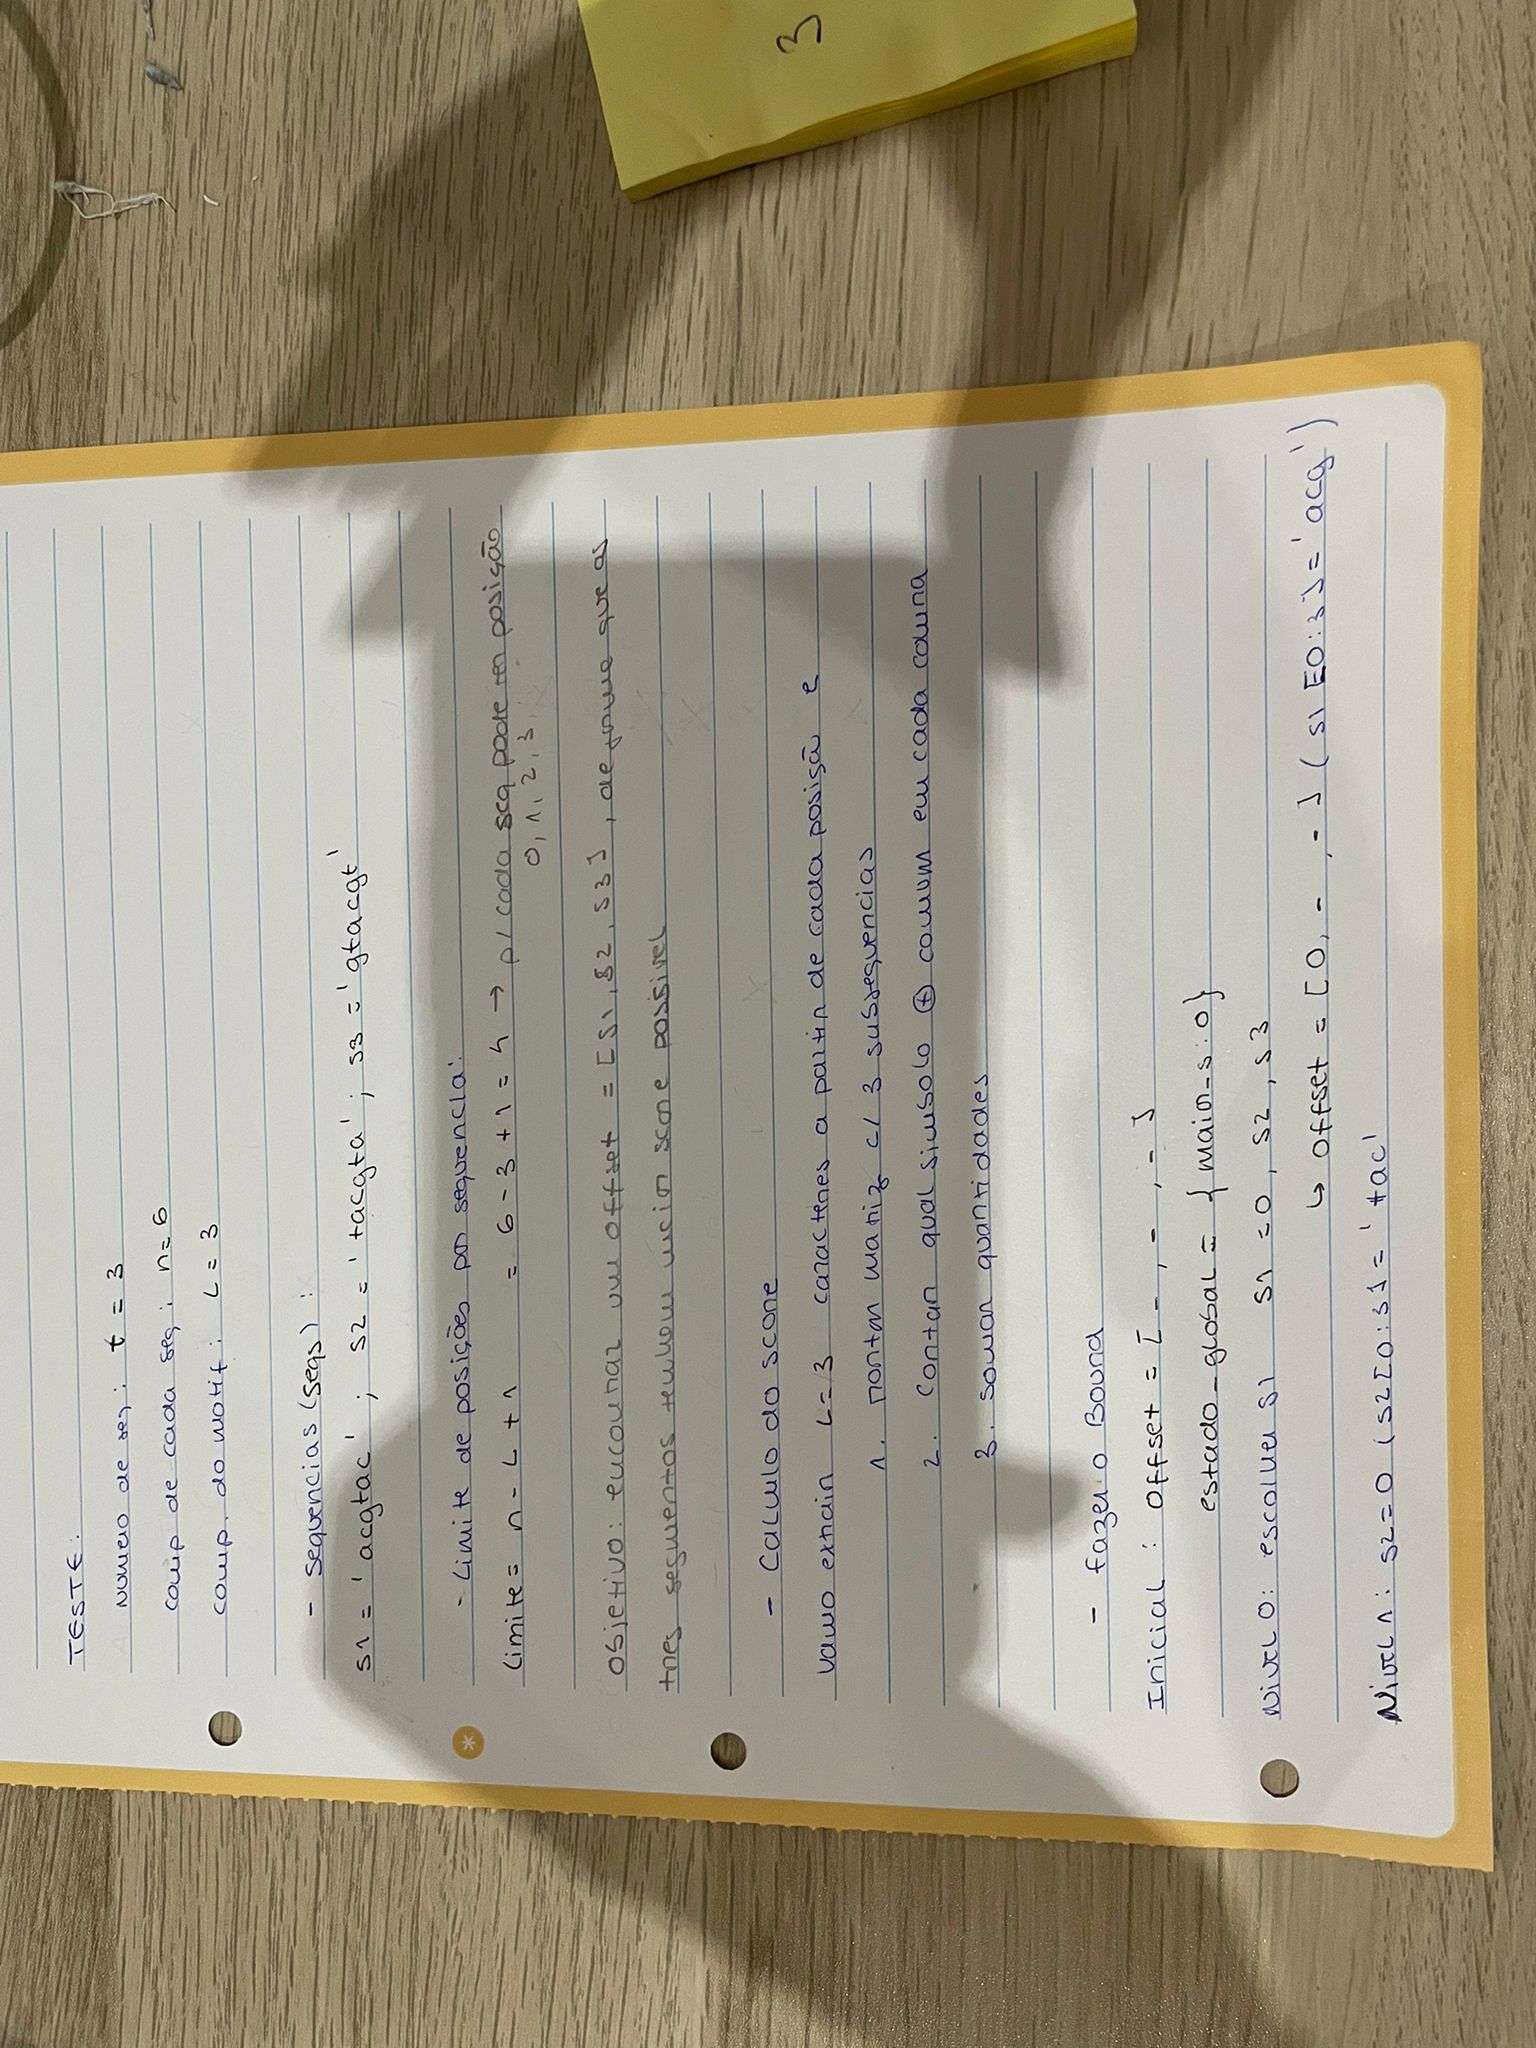 TESTE:
numero de seq: t = 3
comp de cada seq: n=6
comp. do motif: L = 3
- Sequencias (seqs):
s1 = 'acgtac' ; s2 = 'tacgta' ; s3 = 'gtacgt'
- Limite de posições por sequencia:
Limite = n - L + 1 = 6 - 3 + 1 = 4 → p/ cada seq pode ter posição
0, 1, 2, 3
objetivo: encontrar um offset = [s1, s2, s3], de forma que as
tres segmentos tenham maior score possivel
- Calculo do score
vamo extrair L=3 caracteres a partir de cada posição e
1. montar matriz c/ 3 subsequencias
2. Contar qual simbolo ⊕ comum em cada coluna
3. somar quantidades
- fazer o Bound
Inicial : offset = [ -, -, - ]
estado_global = {maior_s: 0}
Nivel 0: escolher s1 s1 = 0, s2, s3
↳ offset = [0, -, -] (s1[0:3] = 'acg')
Nivel 1: s2=0 (s2[0:3] = 'tac'
3